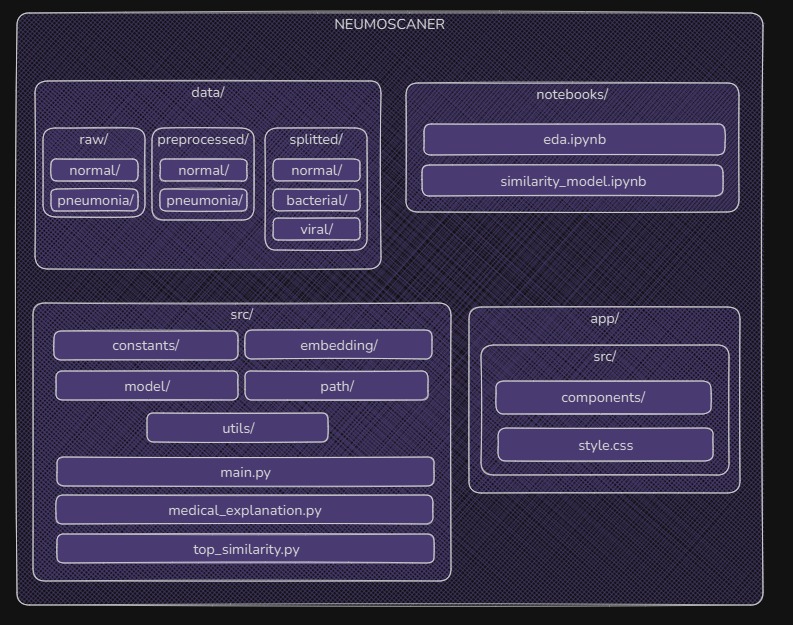 NEUMOSCANER
data/
raw/
normal/
pneumonia/
preprocessed/
normal/
pneumonia/
splitted/
normal/
bacterial/
viral/
notebooks/
eda.ipynb
similarity_model.ipynb
src/
constants/
embedding/
model/
path/
utils/
main.py
medical_explanation.py
top_similarity.py
app/
src/
components/
style.css